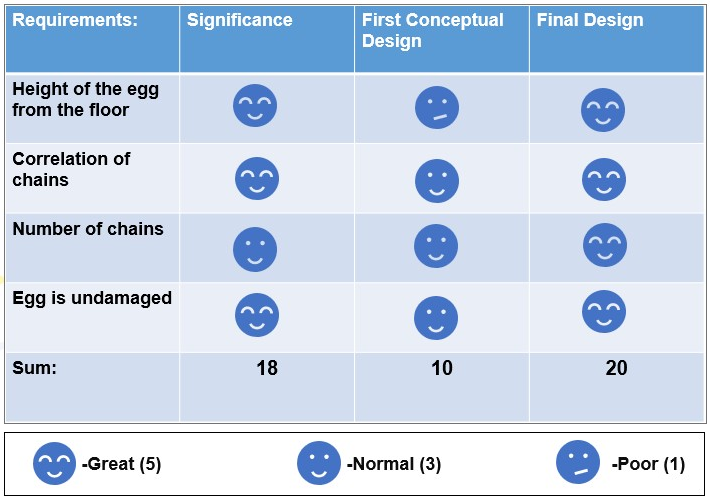 Requirements: Significance First Conceptual Final Design
Design
Height of the egg
from the floor
Correlation of
chains
Number of chains
Egg is undamaged
Sum: 18 10 20
-Great (5) -Normal (3) -Poor (1)